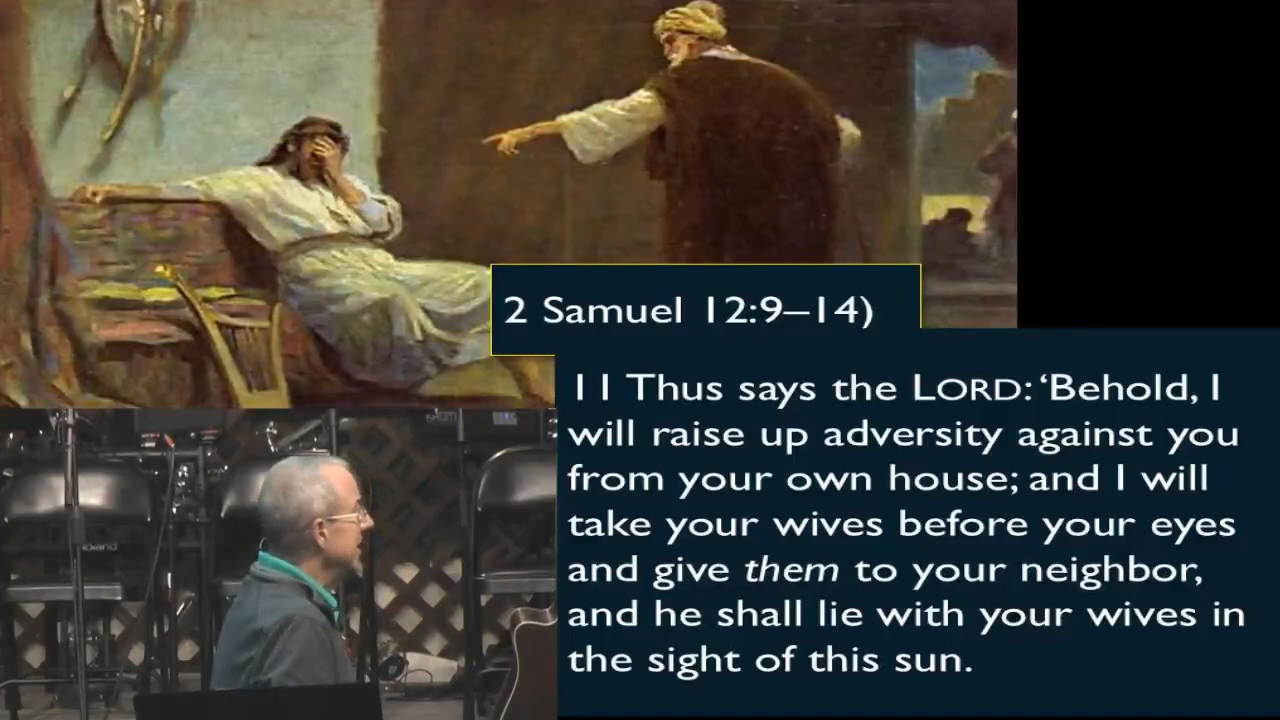 2 Samuel 12:9–14)
11 Thus says the LORD: ‘Behold, I
will raise up adversity against you
from your own house; and I will
take your wives before your eyes
and give them to your neighbor,
and he shall lie with your wives in
the sight of this sun.
Roland